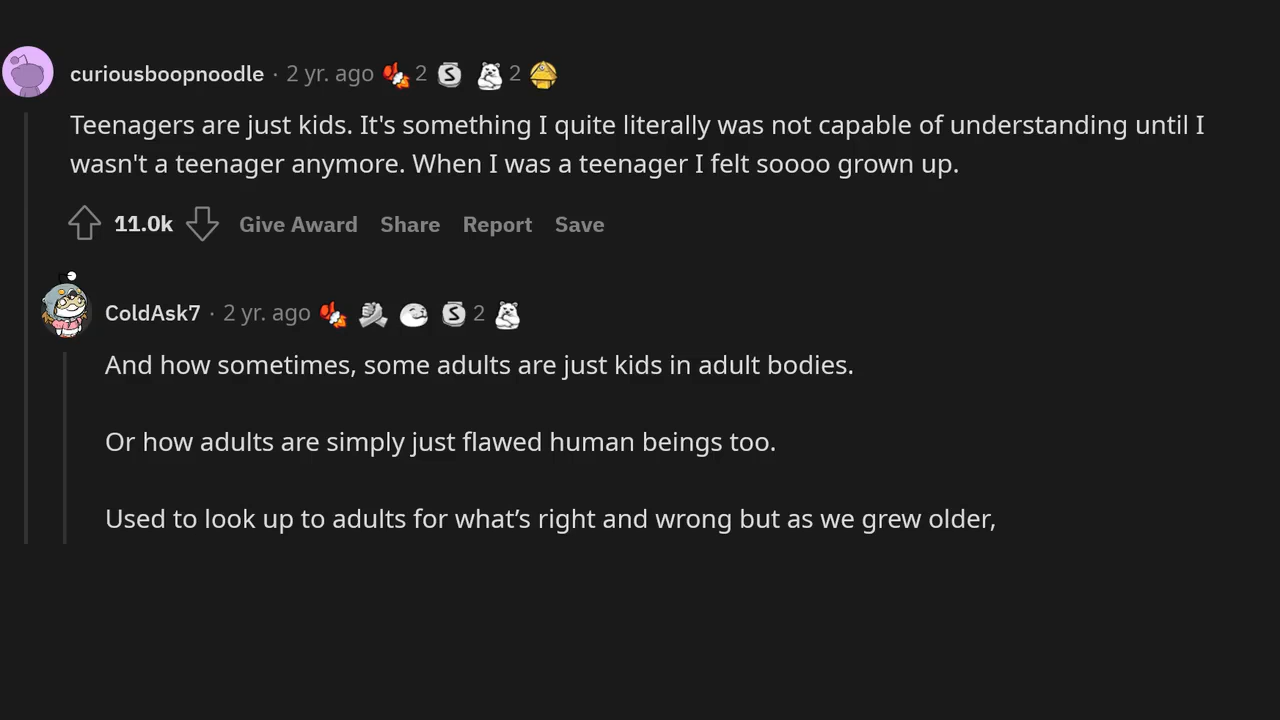 curiousboopnoodle · 2 yr. ago 2 S 2
Teenagers are just kids. It's something I quite literally was not capable of understanding until I
wasn't a teenager anymore. When I was a teenager I felt soooo grown up.
11.0k Give Award Share Report Save
ColdAsk7 · 2 yr. ago S 2
And how sometimes, some adults are just kids in adult bodies.
Or how adults are simply just flawed human beings too.
Used to look up to adults for what’s right and wrong but as we grew older,